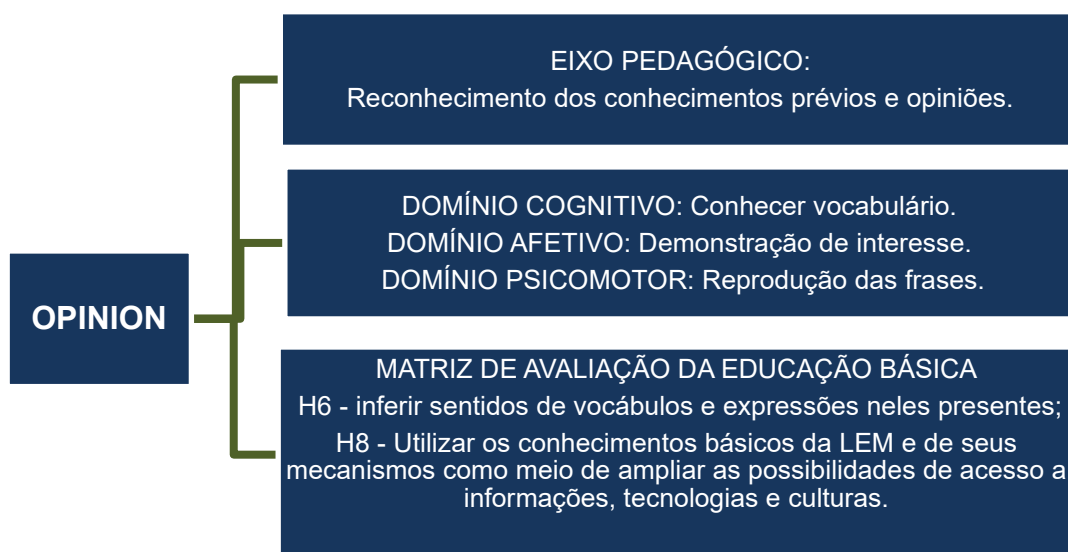 EIXO PEDAGÓGICO:
Reconhecimento dos conhecimentos prévios e opiniões.
DOMÍNIO COGNITIVO: Conhecer vocabulário.
DOMÍNIO AFETIVO: Demonstração de interesse.
DOMÍNIO PSICOMOTOR: Reprodução das frases.
OPINION
MATRIZ DE AVALIAÇÃO DA EDUCAÇÃO BÁSICA
H6 - inferir sentidos de vocábulos e expressões neles presentes;
H8 - Utilizar os conhecimentos básicos da LEM e de seus
mecanismos como meio de ampliar as possibilidades de acesso a
informações, tecnologias e culturas.